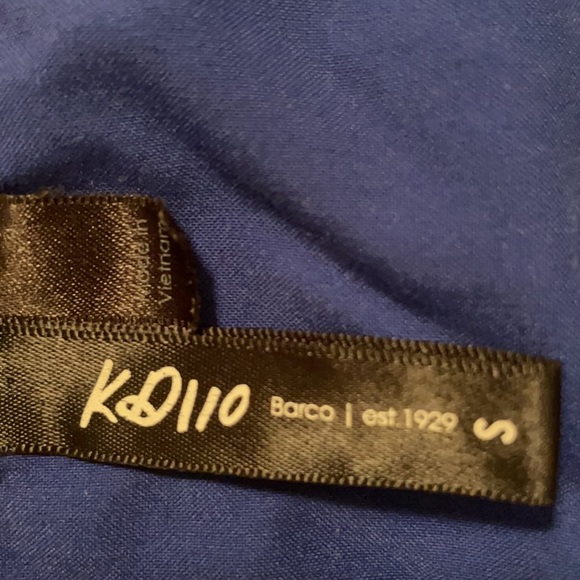 Made in
Vietnam
KD110 Barco | est.1929 S